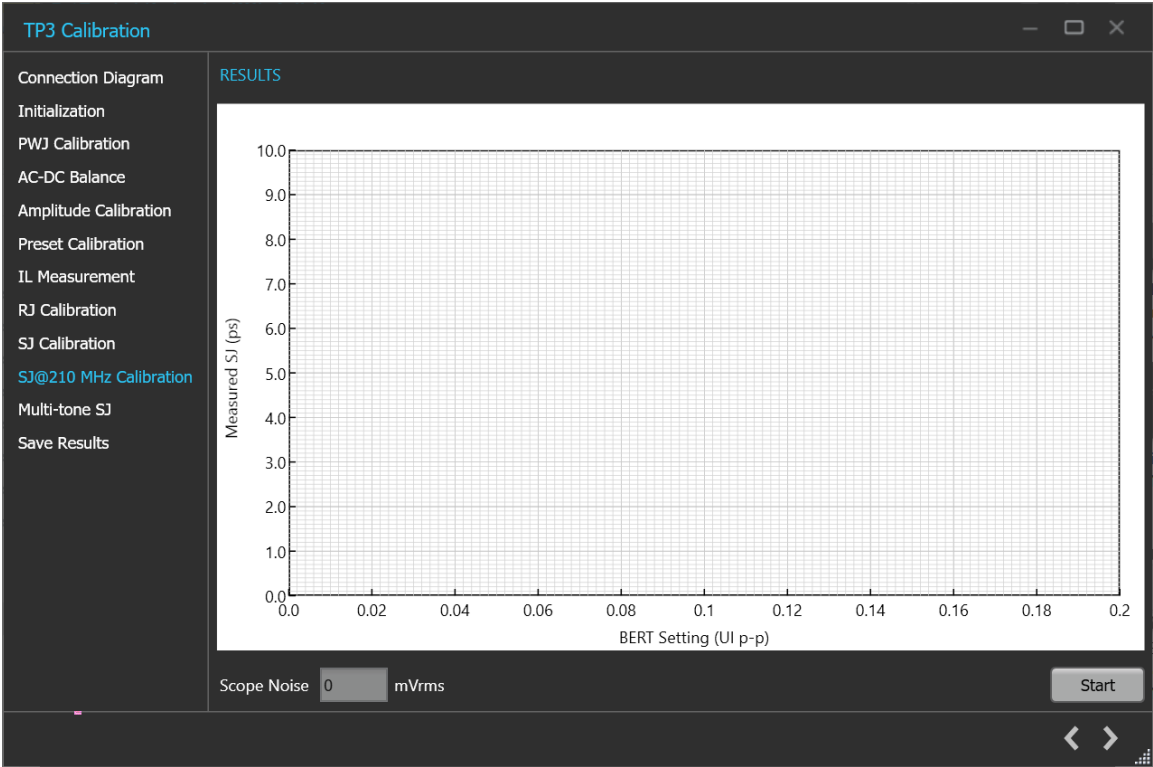 TP3 Calibration
Connection Diagram
Initialization
PWJ Calibration
AC-DC Balance
Amplitude Calibration
Preset Calibration
IL Measurement
RJ Calibration
SJ Calibration
SJ@210 MHz Calibration
Multi-tone SJ
Save Results
RESULTS
Measured SJ (ps)
10.0
9.0
8.0
7.0
6.0
5.0
4.0
3.0
2.0
1.0
0.0
0.0 0.02 0.04 0.06 0.08 0.1 0.12 0.14 0.16 0.18 0.2
BERT Setting (UI p-p)
Scope Noise 0 mVrms
Start